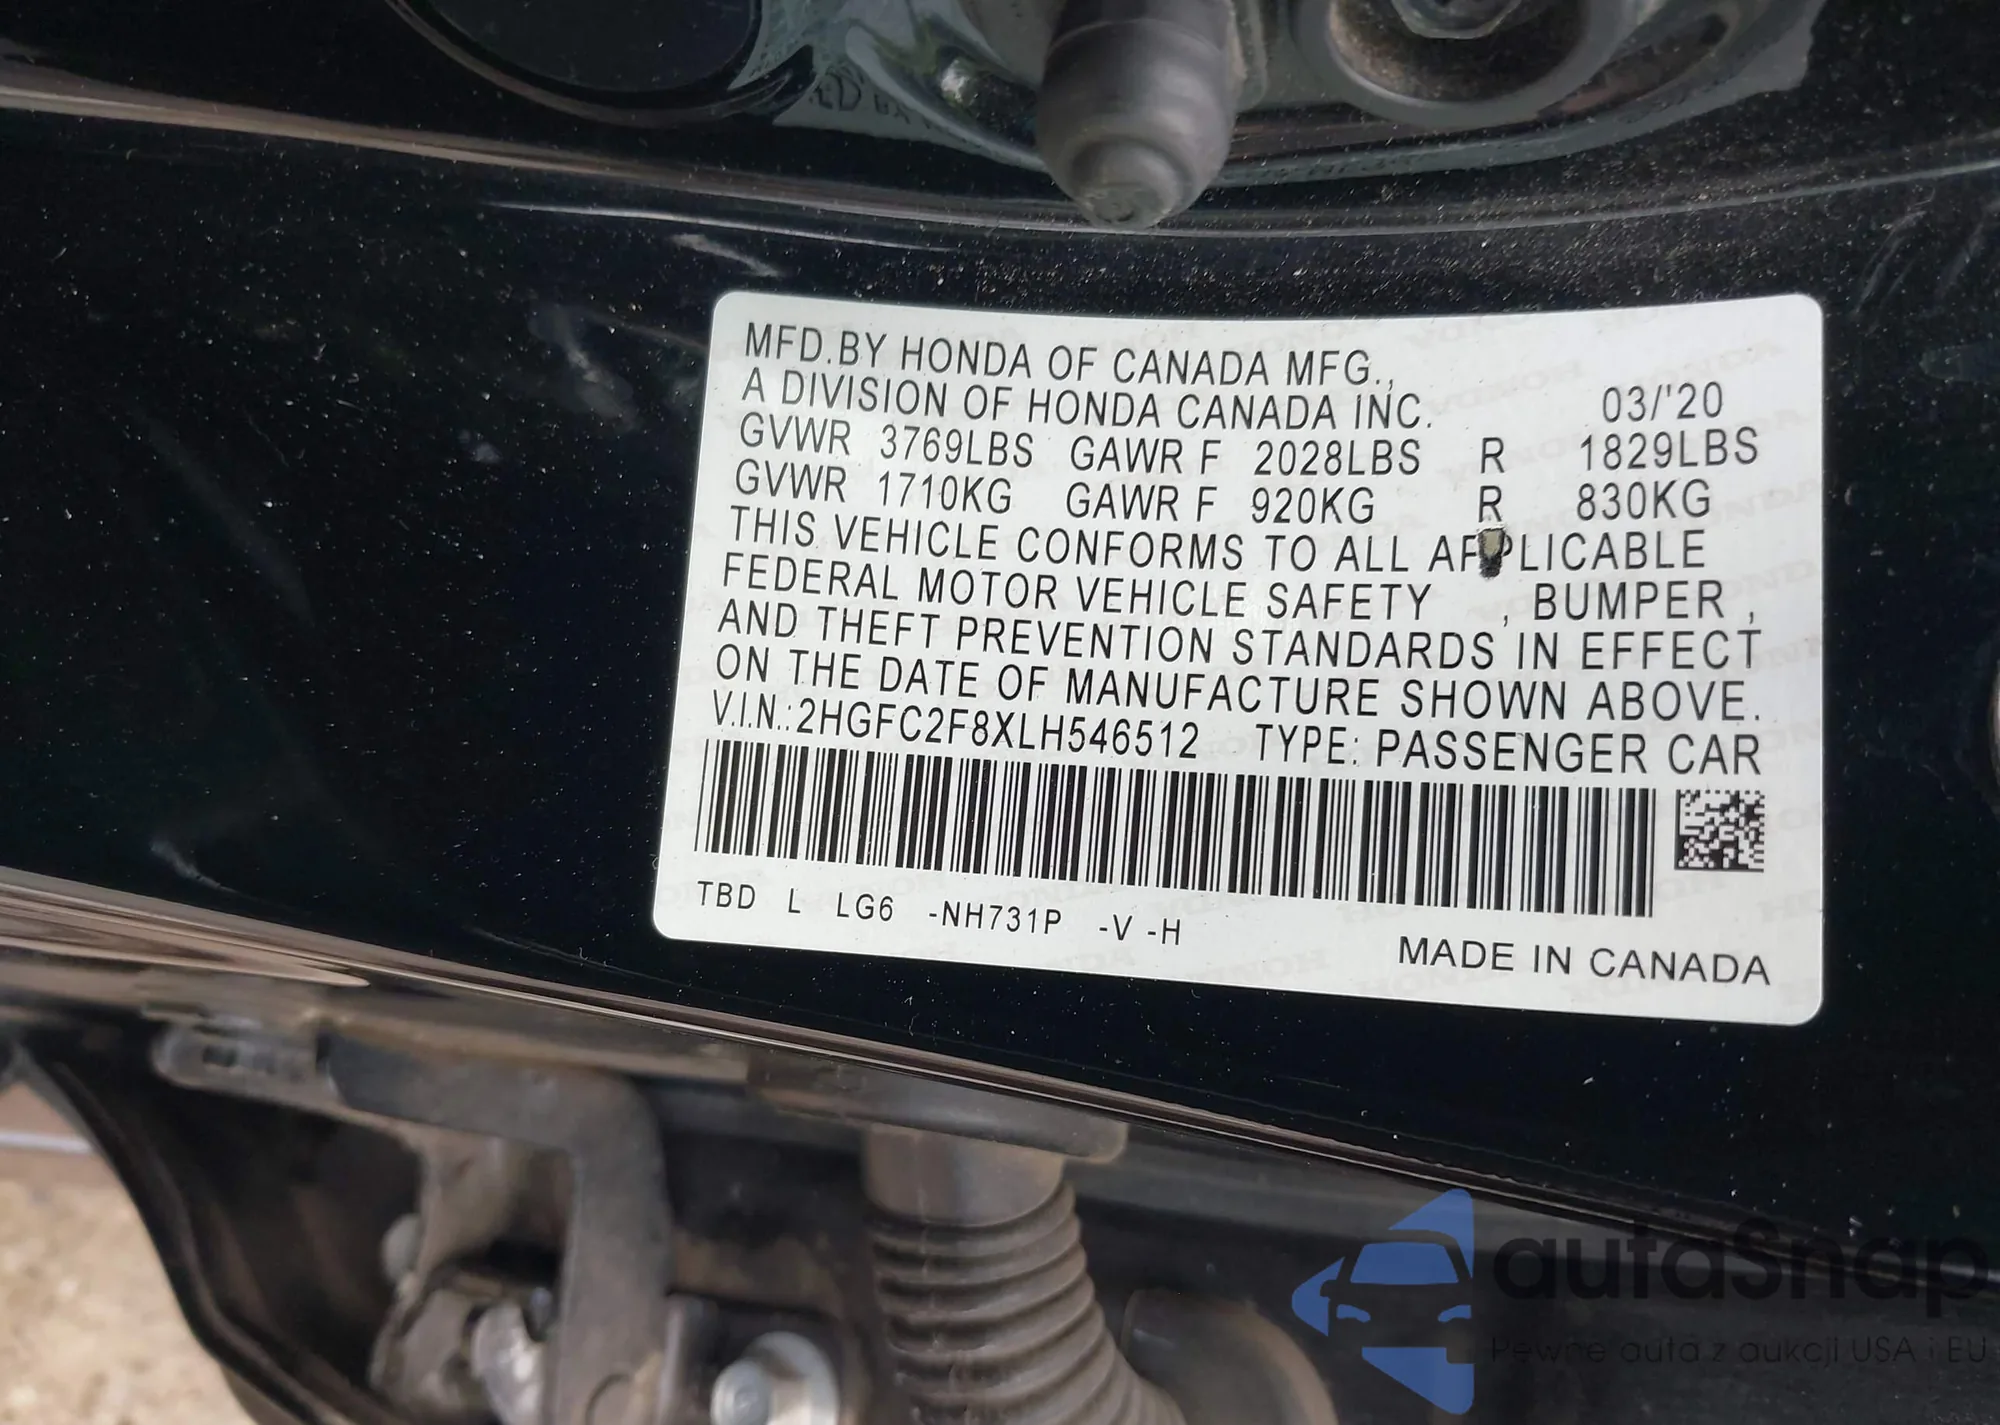 MFD.BY HONDA OF CANADA MFG.,
A DIVISION OF HONDA CANADA INC. 03/'20
GVWR 3769LBS GAWR F 2028LBS R 1829LBS
GVWR 1710KG GAWR F 920KG R 830KG
THIS VEHICLE CONFORMS TO ALL APPLICABLE
FEDERAL MOTOR VEHICLE SAFETY , BUMPER ,
AND THEFT PREVENTION STANDARDS IN EFFECT
ON THE DATE OF MANUFACTURE SHOWN ABOVE.
V.I.N.:2HGFC2F8XLH546512 TYPE: PASSENGER CAR
TBD L LG6 -NH731P -V -H
MADE IN CANADA
autaSnap
Pewne auta z aukcji USA i EU